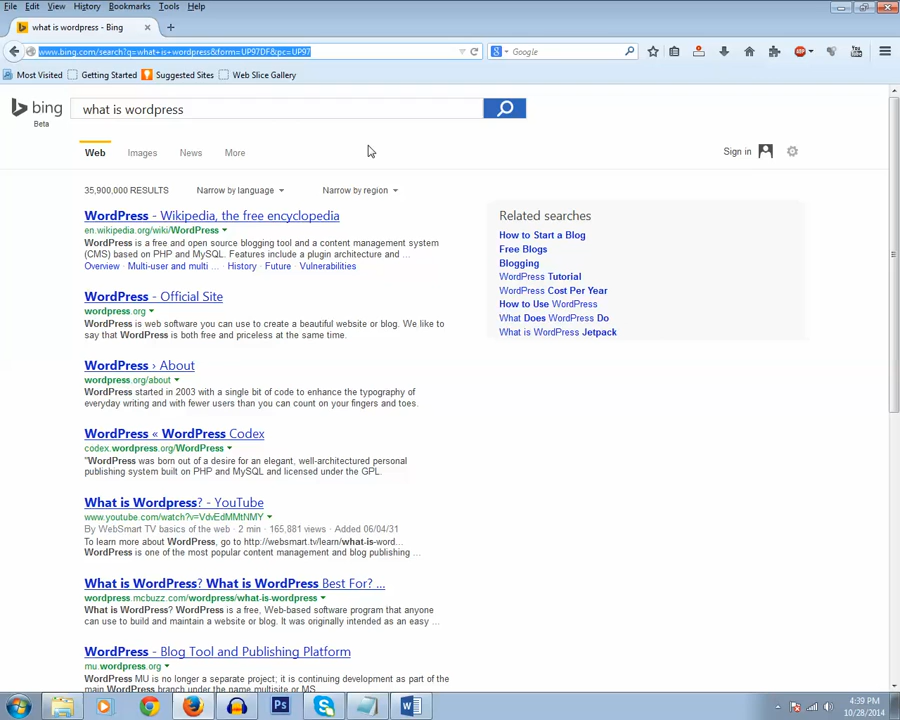 File Edit View History Bookmarks Tools Help
what is wordpress - Bing
www.bing.com/search?q=what+is+wordpress&form=UP97DF&pc=UP97
Google
Most Visited Getting Started Suggested Sites Web Slice Gallery
bing
Beta
what is wordpress
Web Images News More
Sign in
35,900,000 RESULTS Narrow by language Narrow by region
WordPress - Wikipedia, the free encyclopedia
en.wikipedia.org/wiki/WordPress
WordPress is a free and open source blogging tool and a content management system
(CMS) based on PHP and MySQL. Features include a plugin architecture and ...
Overview · Multi-user and multi ... · History · Future · Vulnerabilities
WordPress - Official Site
wordpress.org
WordPress is web software you can use to create a beautiful website or blog. We like to
say that WordPress is both free and priceless at the same time.
WordPress › About
wordpress.org/about
WordPress started in 2003 with a single bit of code to enhance the typography of
everyday writing and with fewer users than you can count on your fingers and toes.
WordPress « WordPress Codex
codex.wordpress.org/WordPress
"WordPress was born out of a desire for an elegant, well-architectured personal
publishing system built on PHP and MySQL and licensed under the GPL.
What is Wordpress? - YouTube
www.youtube.com/watch?v=VdvEdMMtNMY
By WebSmart TV basics of the web · 2 min · 165,881 views · Added 06/04/31
To learn more about WordPress, go to http://websmart.tv/learn/what-is-word...
WordPress is one of the most popular content management and blog publishing ...
What is WordPress? What is WordPress Best For? ...
wordpress.mcbuzz.com/wordpress/what-is-wordpress
What is WordPress? WordPress is a free, Web-based software program that anyone
can use to build and maintain a website or blog. It was originally intended as an easy ...
WordPress - Blog Tool and Publishing Platform
mu.wordpress.org
WordPress MU is no longer a separate project; it is continuing development as part of the
main WordPress branch under the name multisite or MS.
Related searches
How to Start a Blog
Free Blogs
Blogging
WordPress Tutorial
WordPress Cost Per Year
How to Use WordPress
What Does WordPress Do
What is WordPress Jetpack
ABP
You Tube
Ps
4:39 PM
10/28/2014